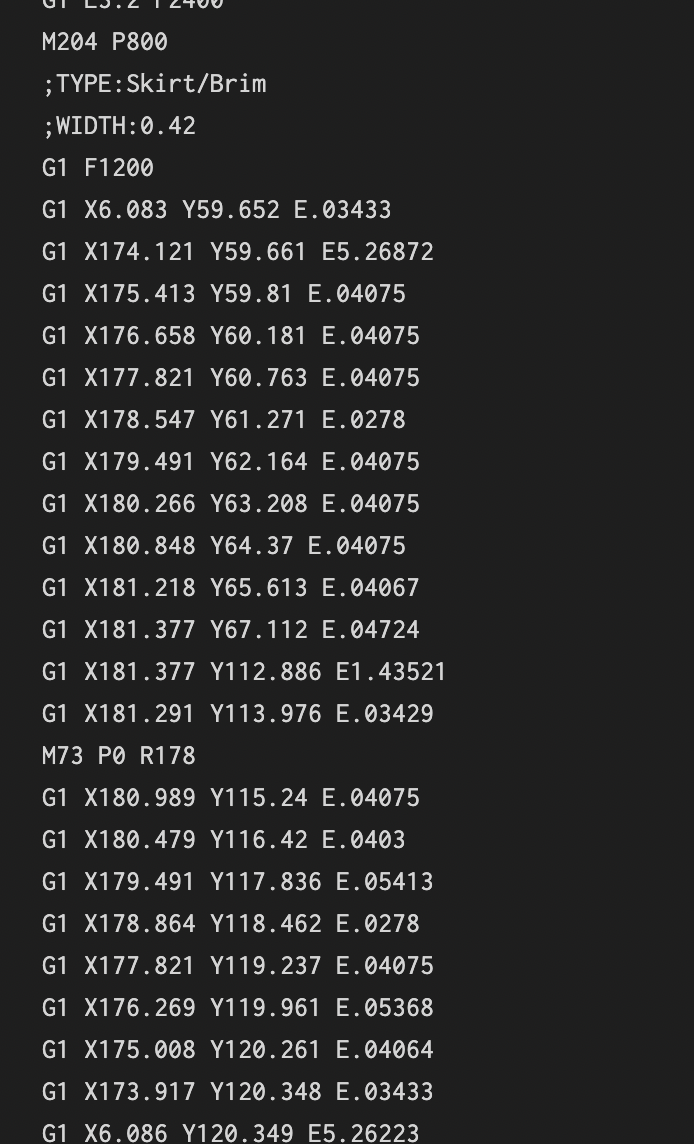 G1 E3.2 F2400
M204 P800
;TYPE:Skirt/Brim
;WIDTH:0.42
G1 F1200
G1 X6.083 Y59.652 E.03433
G1 X174.121 Y59.661 E5.26872
G1 X175.413 Y59.81 E.04075
G1 X176.658 Y60.181 E.04075
G1 X177.821 Y60.763 E.04075
G1 X178.547 Y61.271 E.0278
G1 X179.491 Y62.164 E.04075
G1 X180.266 Y63.208 E.04075
G1 X180.848 Y64.37 E.04075
G1 X181.218 Y65.613 E.04067
G1 X181.377 Y67.112 E.04724
G1 X181.377 Y112.886 E1.43521
G1 X181.291 Y113.976 E.03429
M73 P0 R178
G1 X180.989 Y115.24 E.04075
G1 X180.479 Y116.42 E.0403
G1 X179.491 Y117.836 E.05413
G1 X178.864 Y118.462 E.0278
G1 X177.821 Y119.237 E.04075
G1 X176.269 Y119.961 E.05368
G1 X175.008 Y120.261 E.04064
G1 X173.917 Y120.348 E.03433
G1 X6.086 Y120.349 E5.26223